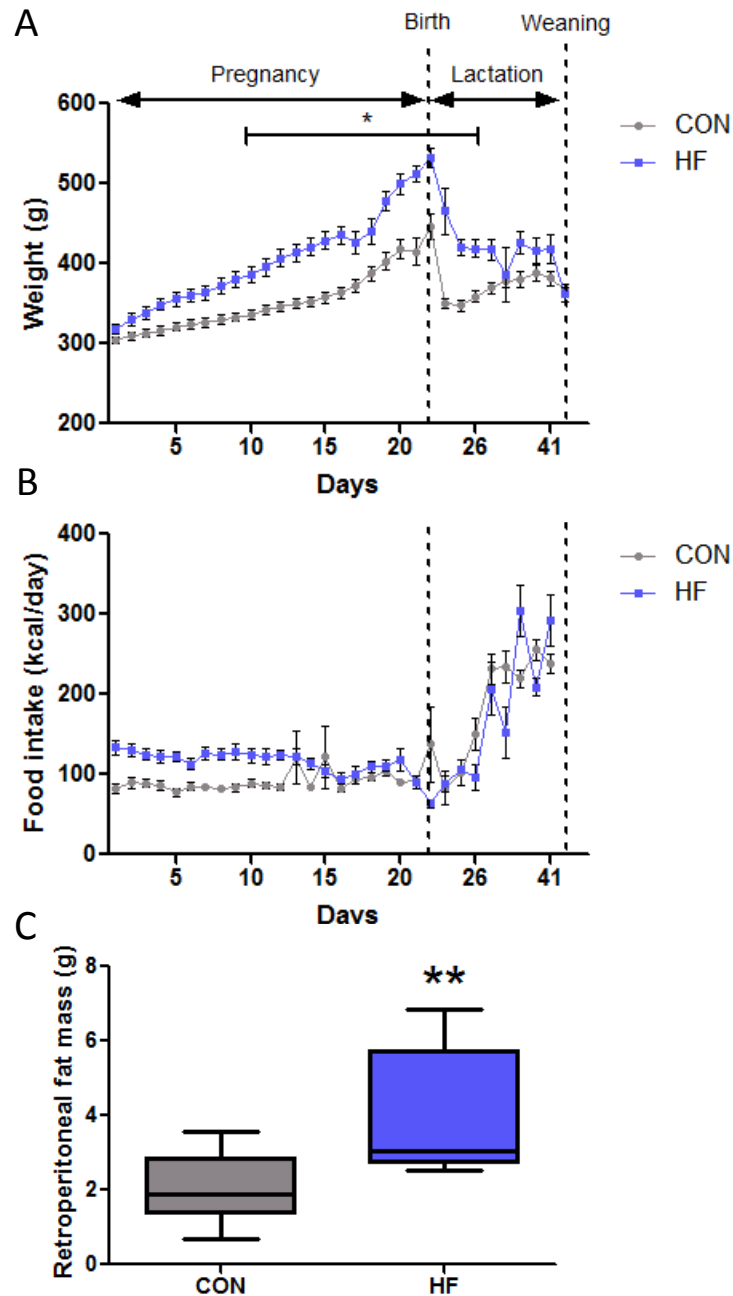 A
Birth
Weaning
Pregnancy
Lactation
*
CON
HF
600
500
400
300
200
Weight (g)
5
10
15
20
26
41
Days
B
CON
HF
400
300
200
100
0
Food intake (kcal/day)
5
10
15
20
26
41
Days
C
8
6
4
2
0
Retroperitoneal fat mass (g)
**
CON
HF